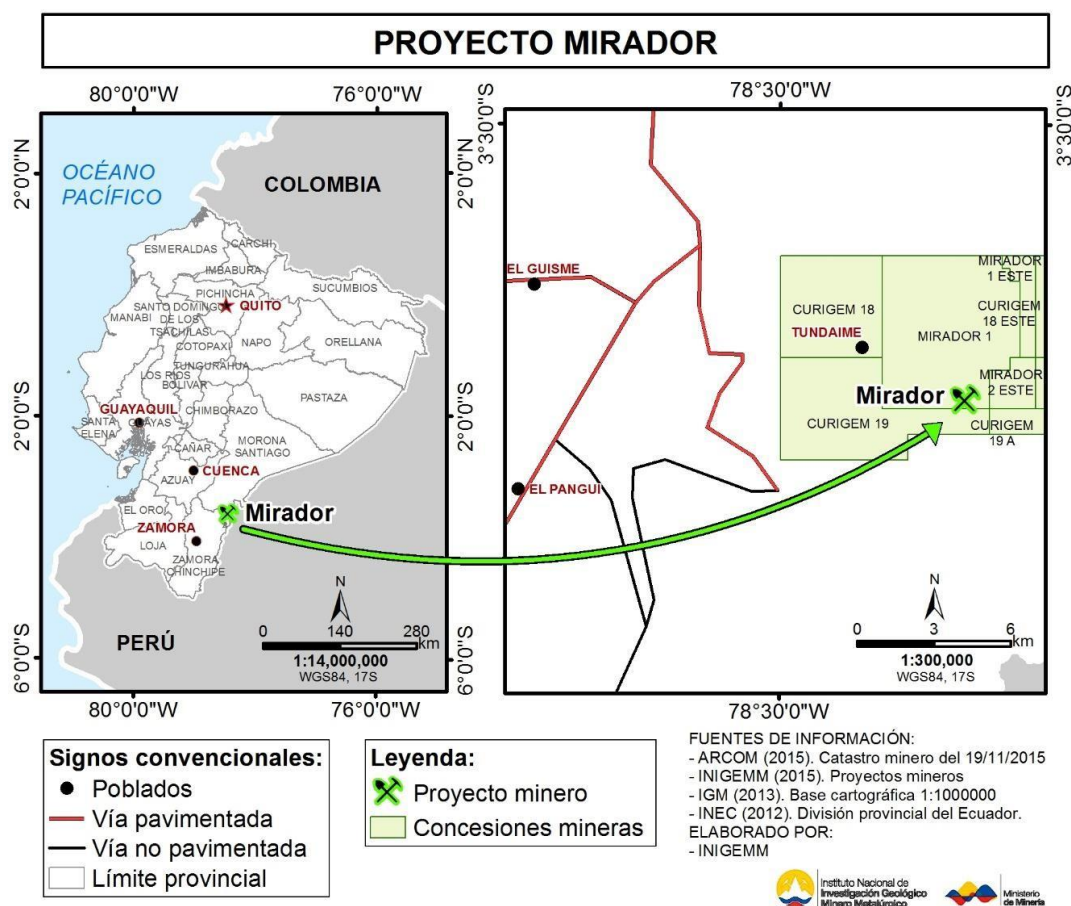 PROYECTO MIRADOR
80°0'0"W
76°0'0"W
78°30'0"W
3°30'0"S
3°30'0"S
2°0'0"N
2°0'0"N
OCÉANO
PACÍFICO
COLOMBIA
ESMERALDAS
CARCHI
IMBABURA
SUCUMBIOS
PICHINCHA
SANTO DOMINGO
DE LOS
TSACHILAS
QUITO
MANABI
COTOPAXI
NAPO
ORELLANA
TUNGURAHUA
LOS RIOS
BOLIVAR
PASTAZA
GUAYAQUIL
GUAYAS
CHIMBORAZO
SANTA
ELENA
MORONA
SANTIAGO
CAÑAR
CUENCA
AZUAY
EL ORO
Mirador
ZAMORA
LOJA
ZAMORA
CHINCHIPE
PERÚ
2°0'0"S
2°0'0"S
6°0'0"S
6°0'0"S
N
0 140 280
km
1:14,000,000
WGS84, 17S
80°0'0"W
76°0'0"W
EL GUISME
MIRADOR
1 ESTE
CURIGEM 18
CURIGEM
18 ESTE
TUNDAIME
MIRADOR 1
Mirador
MIRADOR
2 ESTE
CURIGEM 19
CURIGEM
19 A
EL PANGUI
N
0 3 6
km
1:300,000
WGS84, 17S
78°30'0"W
Signos convencionales:
Poblados
Vía pavimentada
Vía no pavimentada
Límite provincial
Leyenda:
Proyecto minero
Concesiones mineras
FUENTES DE INFORMACIÓN:
- ARCOM (2015). Catastro minero del 19/11/2015
- INIGEMM (2015). Proyectos mineros
- IGM (2013). Base cartográfica 1:1000000
- INEC (2012). División provincial del Ecuador.
ELABORADO POR:
- INIGEMM
Instituto Nacional de
Investigación Geológico
Minero Metalúrgico
Ministerio
de Minería